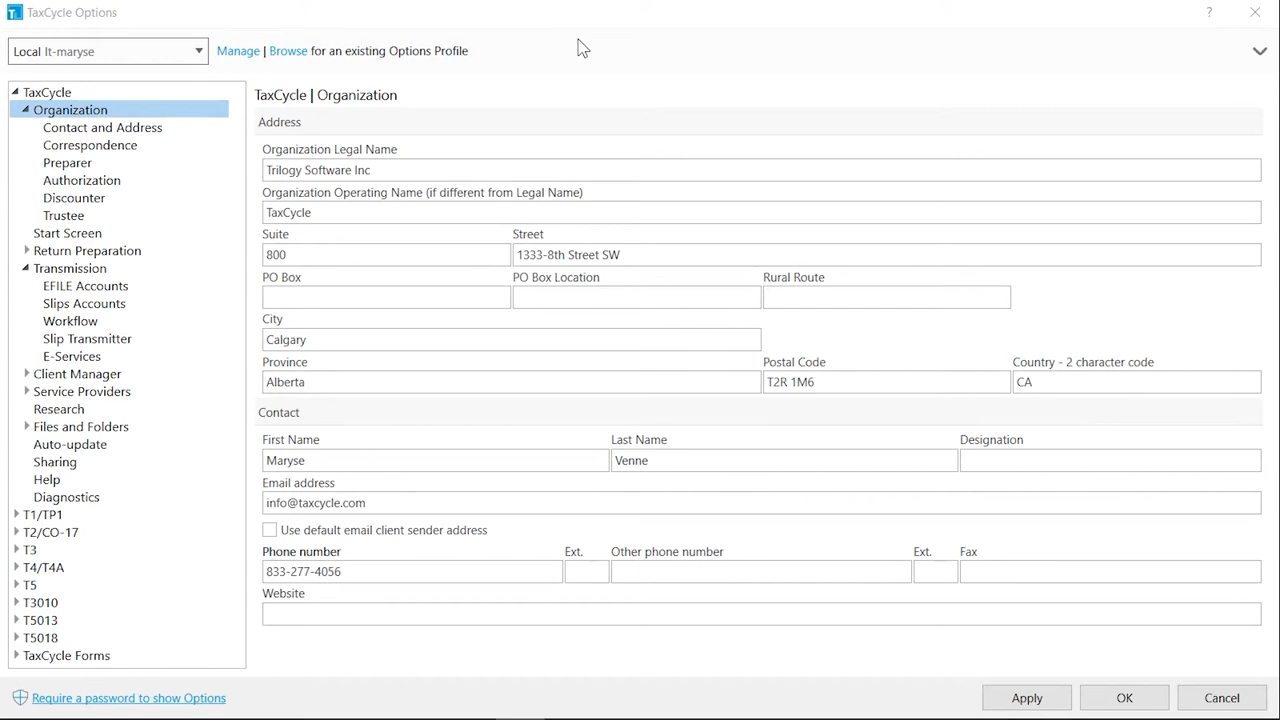 TaxCycle Options
?
Local lt-maryse
Manage | Browse for an existing Options Profile
TaxCycle
Organization
Contact and Address
Correspondence
Preparer
Authorization
Discounter
Trustee
Start Screen
Return Preparation
Transmission
EFILE Accounts
Slips Accounts
Workflow
Slip Transmitter
E-Services
Client Manager
Service Providers
Research
Files and Folders
Auto-update
Sharing
Help
Diagnostics
T1/TP1
T2/CO-17
T3
T4/T4A
T5
T3010
T5013
T5018
TaxCycle Forms
TaxCycle | Organization
Address
Organization Legal Name
Trilogy Software Inc
Organization Operating Name (if different from Legal Name)
TaxCycle
Suite Street
800 1333-8th Street SW
PO Box PO Box Location Rural Route
City
Calgary
Province Postal Code Country - 2 character code
Alberta T2R 1M6 CA
Contact
First Name Last Name Designation
Maryse Venne
Email address
info@taxcycle.com
Use default email client sender address
Phone number Ext. Other phone number Ext. Fax
833-277-4056
Website
Require a password to show Options
Apply OK Cancel